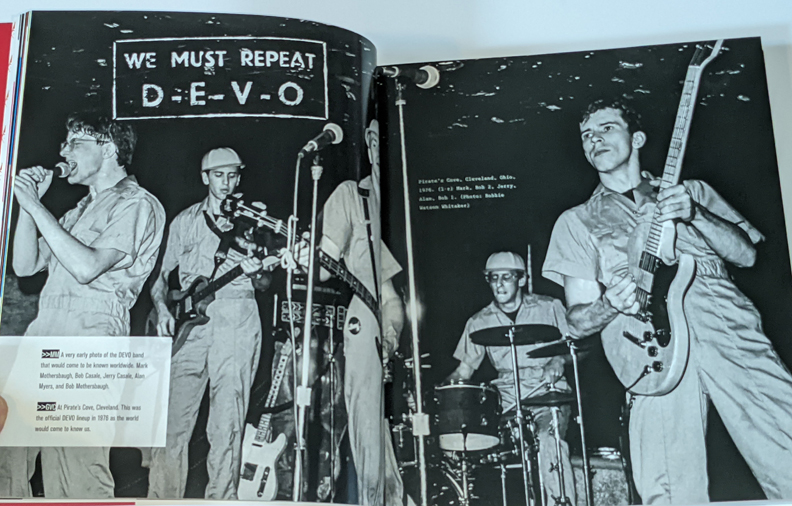 WE MUST REPEAT
D-E-V-O
Pirate's Cove, Cleveland, Ohio,
1976. (l-r) Mark, Bob 2, Jerry,
Alan, Bob 1. (Photo: Bobbie
Watson Whitaker)
>>MM A very early photo of the DEVO band
that would come to be known worldwide. Mark
Mothersbaugh, Bob Casale, Jerry Casale, Alan
Myers, and Bob Mothersbaugh.
>>GVC At Pirate's Cove, Cleveland. This was
the official DEVO lineup in 1976 as the world
would come to know us.